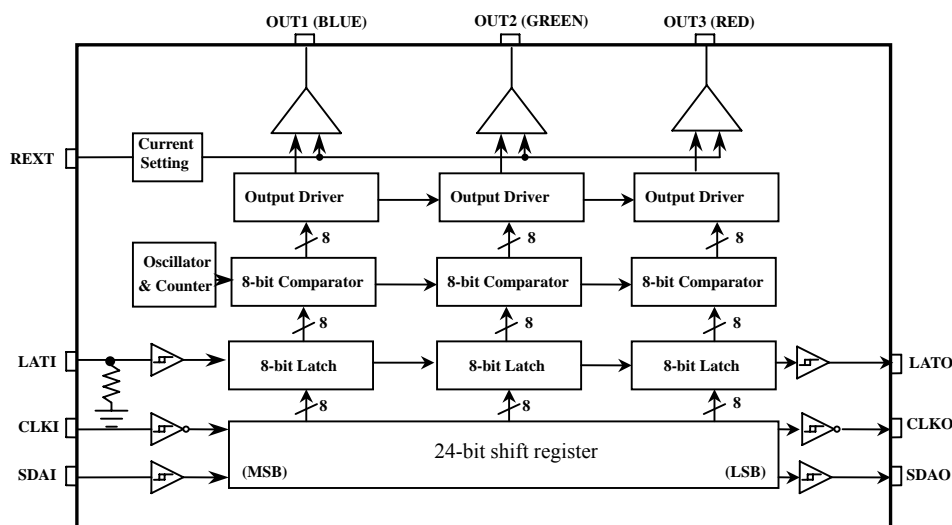 OUT1 (BLUE) OUT2 (GREEN) OUT3 (RED)
REXT
Current
Setting
Output Driver Output Driver Output Driver
8 8 8
Oscillator
& Counter
8-bit Comparator 8-bit Comparator 8-bit Comparator
8 8 8
LATI
8-bit Latch 8-bit Latch 8-bit Latch
LATO
8 8 8
CLKI
24-bit shift register
CLKO
SDAI
(MSB) (LSB)
SDAO